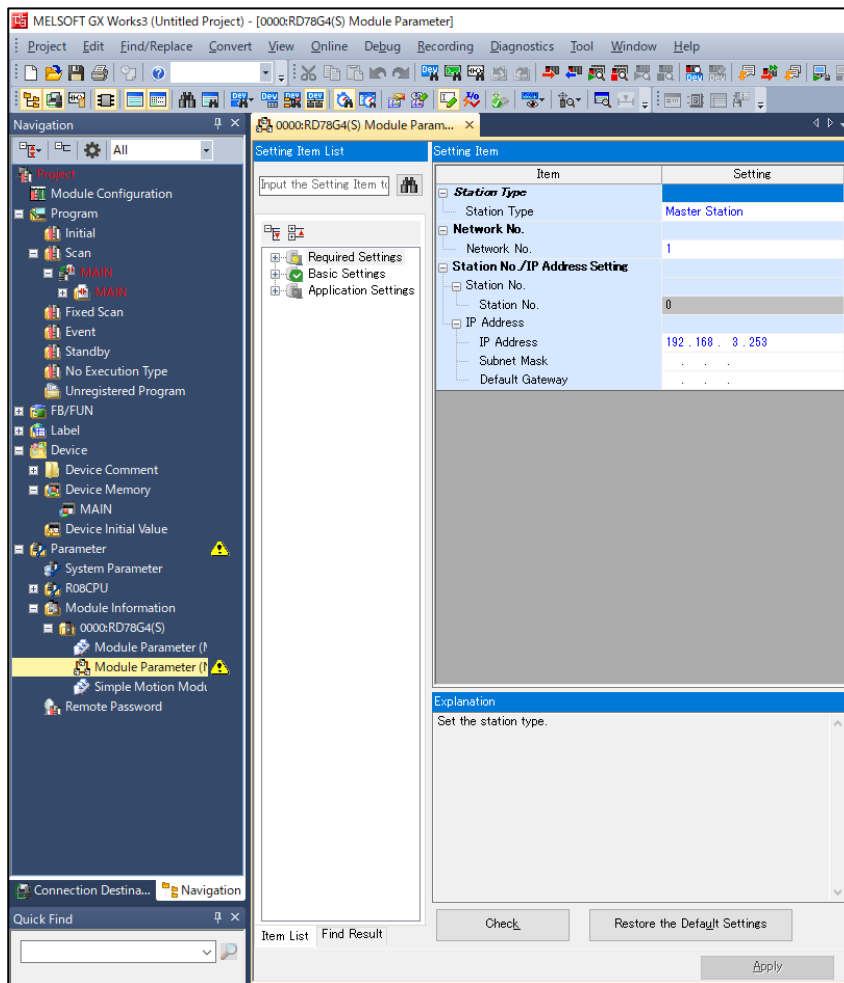 MELSOFT GX Works3 (Untitled Project) - [0000:RD78G4(S) Module Parameter]
Project Edit Find/Replace Convert View Online Debug Recording Diagnostics Tool Window Help
Navigation
All
Project
Module Configuration
Program
Initial
Scan
MAIN
MAIN
Fixed Scan
Event
Standby
No Execution Type
Unregistered Program
FB/FUN
Label
Device
Device Comment
Device Memory
MAIN
Device Initial Value
Parameter
System Parameter
R08CPU
Module Information
0000:RD78G4(S)
Module Parameter (N
Module Parameter (N
Simple Motion Modu
Remote Password
Connection Destina... Navigation
Quick Find
0000:RD78G4(S) Module Param...
Setting Item List
Input the Setting Item to
Required Settings
Basic Settings
Application Settings
Item List Find Result
Setting Item
Item Setting
Station Type
Station Type Master Station
Network No.
Network No. 1
Station No./IP Address Setting
Station No.
Station No. 0
IP Address
IP Address 192 . 168 . 3 . 253
Subnet Mask . . .
Default Gateway . . .
Explanation
Set the station type.
Check Restore the Default Settings
Apply